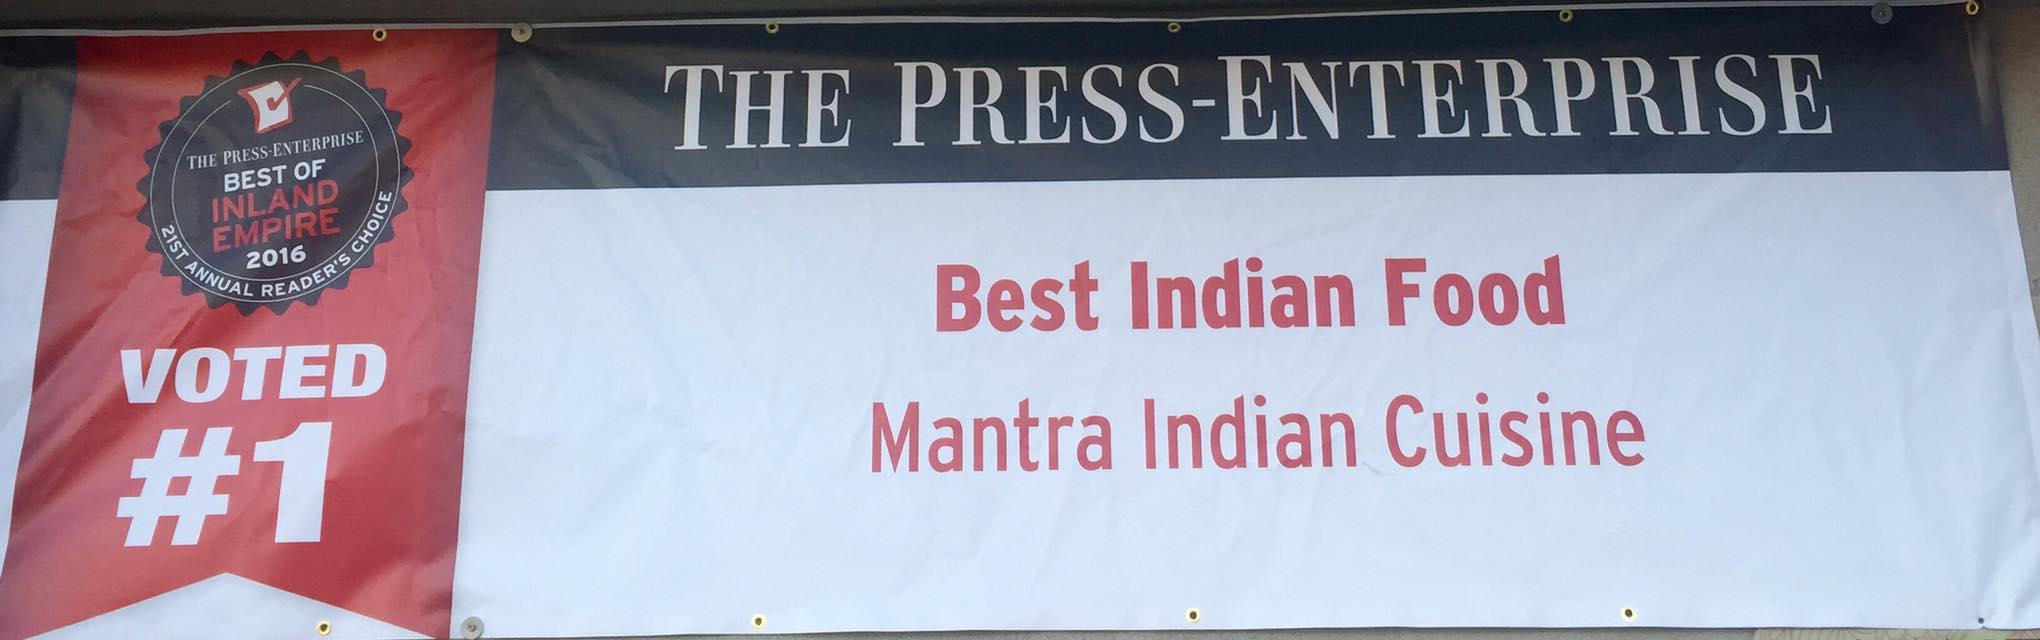 THE PRESS-ENTERPRISE
BEST OF
INLAND
EMPIRE
2016
21ST ANNUAL READER'S CHOICE
VOTED
#1
THE PRESS-ENTERPRISE
Best Indian Food
Mantra Indian Cuisine